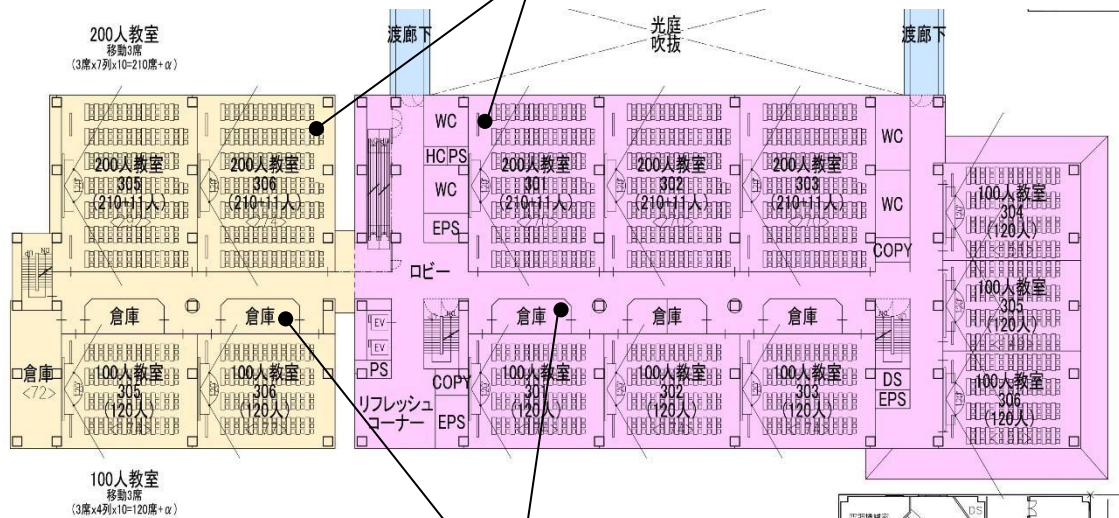 200人教室
移動3席
(3席x7列x10=210席+α)
渡廊下
光庭
吹抜
渡廊下
200人教室
305
(210+11人)
200人教室
306
(210+11人)
WC
HC PS
WC
EPS
200人教室
301
(210+11人)
200人教室
302
(210+11人)
200人教室
303
(210+11人)
WC
WC
COPY
100人教室
304
(120人)
ロビー
100人教室
305
(120人)
倉庫
倉庫
EV
EV
PS
倉庫
倉庫
倉庫
倉庫
<72>
100人教室
305
(120人)
100人教室
306
(120人)
COPY
リフレッシュ
コーナー
EPS
100人教室
301
(120人)
100人教室
302
(120人)
100人教室
303
(120人)
DS
EPS
100人教室
306
(120人)
100人教室
移動3席
(3席x4列x10=120席+α)
DS